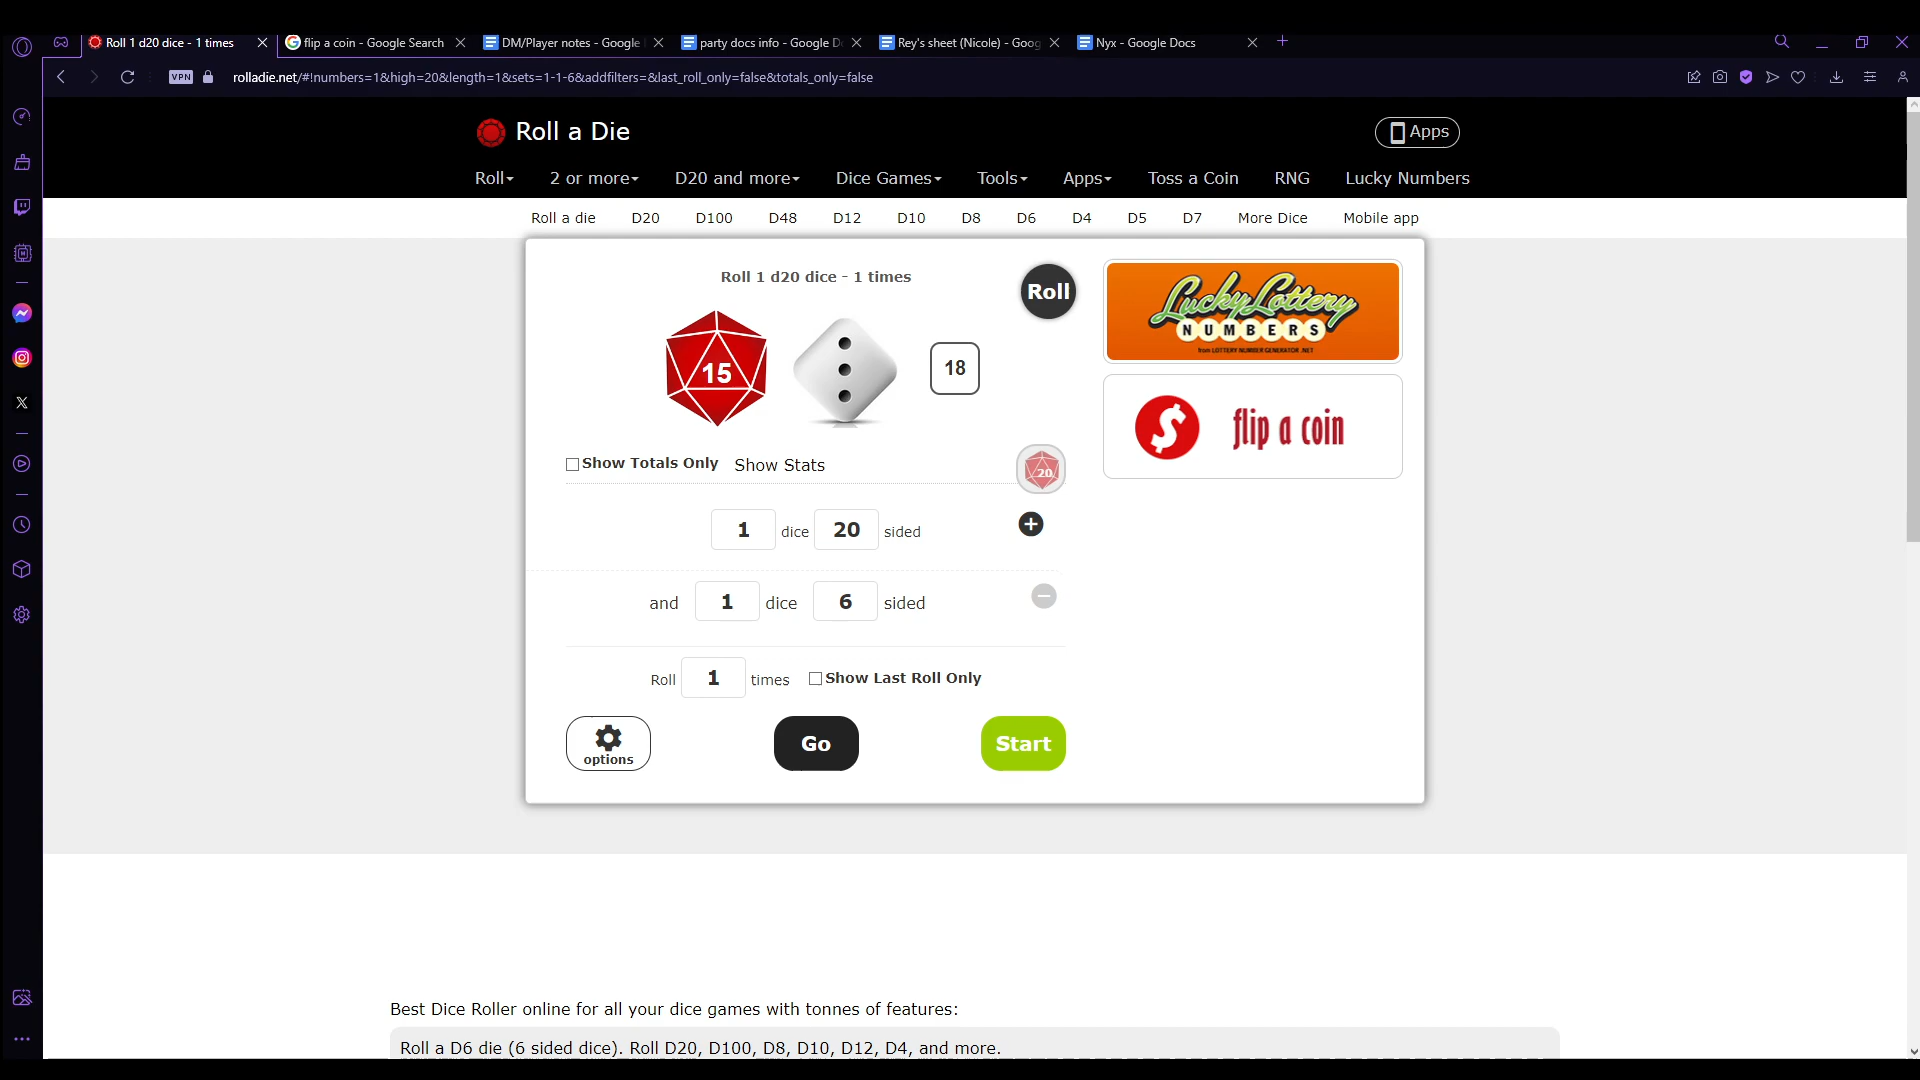 Roll 1 d20 dice - 1 times
flip a coin - Google Search
DM/Player notes - Google
party docs info - Google D
Rey's sheet (Nicole) - Goog
Nyx - Google Docs
VPN
rolladie.net/#!numbers=1&high=20&length=1&sets=1-1-6&addfilters=&last_roll_only=false&totals_only=false
Roll a Die
Apps
Roll 2 or more D20 and more Dice Games Tools Apps Toss a Coin RNG Lucky Numbers
Roll a die D20 D100 D48 D12 D10 D8 D6 D4 D5 D7 More Dice Mobile app
Roll 1 d20 dice - 1 times
Roll
15
18
Lucky Lottery
NUMBERS
from LOTTERY NUMBER GENERATOR .NET
$ flip a coin
Show Totals Only Show Stats
20
1 dice 20 sided
and 1 dice 6 sided
Roll 1 times Show Last Roll Only
options
Go
Start
Best Dice Roller online for all your dice games with tonnes of features:
Roll a D6 die (6 sided dice). Roll D20, D100, D8, D10, D12, D4, and more.